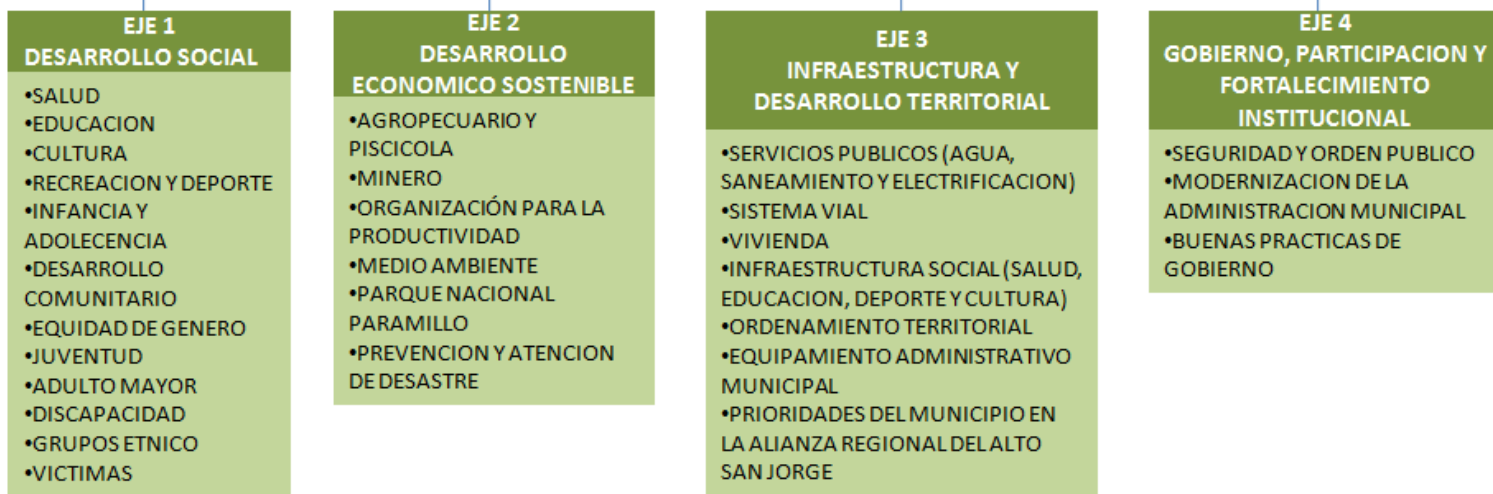 EJE 1
DESARROLLO SOCIAL
•SALUD
•EDUCACION
•CULTURA
•RECREACION Y DEPORTE
•INFANCIA Y
ADOLECENCIA
•DESARROLLO
COMUNITARIO
•EQUIDAD DE GENERO
•JUVENTUD
•ADULTO MAYOR
•DISCAPACIDAD
•GRUPOS ETNICO
•VICTIMAS
EJE 2
DESARROLLO
ECONOMICO SOSTENIBLE
•AGROPECUARIO Y
PISCICOLA
•MINERO
•ORGANIZACIÓN PARA LA
PRODUCTIVIDAD
•MEDIO AMBIENTE
•PARQUE NACIONAL
PARAMILLO
•PREVENCION Y ATENCION
DE DESASTRE
EJE 3
INFRAESTRUCTURA Y
DESARROLLO TERRITORIAL
•SERVICIOS PUBLICOS (AGUA,
SANEAMIENTO Y ELECTRIFICACION)
•SISTEMA VIAL
•VIVIENDA
•INFRAESTRUCTURA SOCIAL (SALUD,
EDUCACION, DEPORTE Y CULTURA)
•ORDENAMIENTO TERRITORIAL
•EQUIPAMIENTO ADMINISTRATIVO
MUNICIPAL
•PRIORIDADES DEL MUNICIPIO EN
LA ALIANZA REGIONAL DEL ALTO
SAN JORGE
EJE 4
GOBIERNO, PARTICIPACION Y
FORTALECIMIENTO
INSTITUCIONAL
•SEGURIDAD Y ORDEN PUBLICO
•MODERNIZACION DE LA
ADMINISTRACION MUNICIPAL
•BUENAS PRACTICAS DE
GOBIERNO